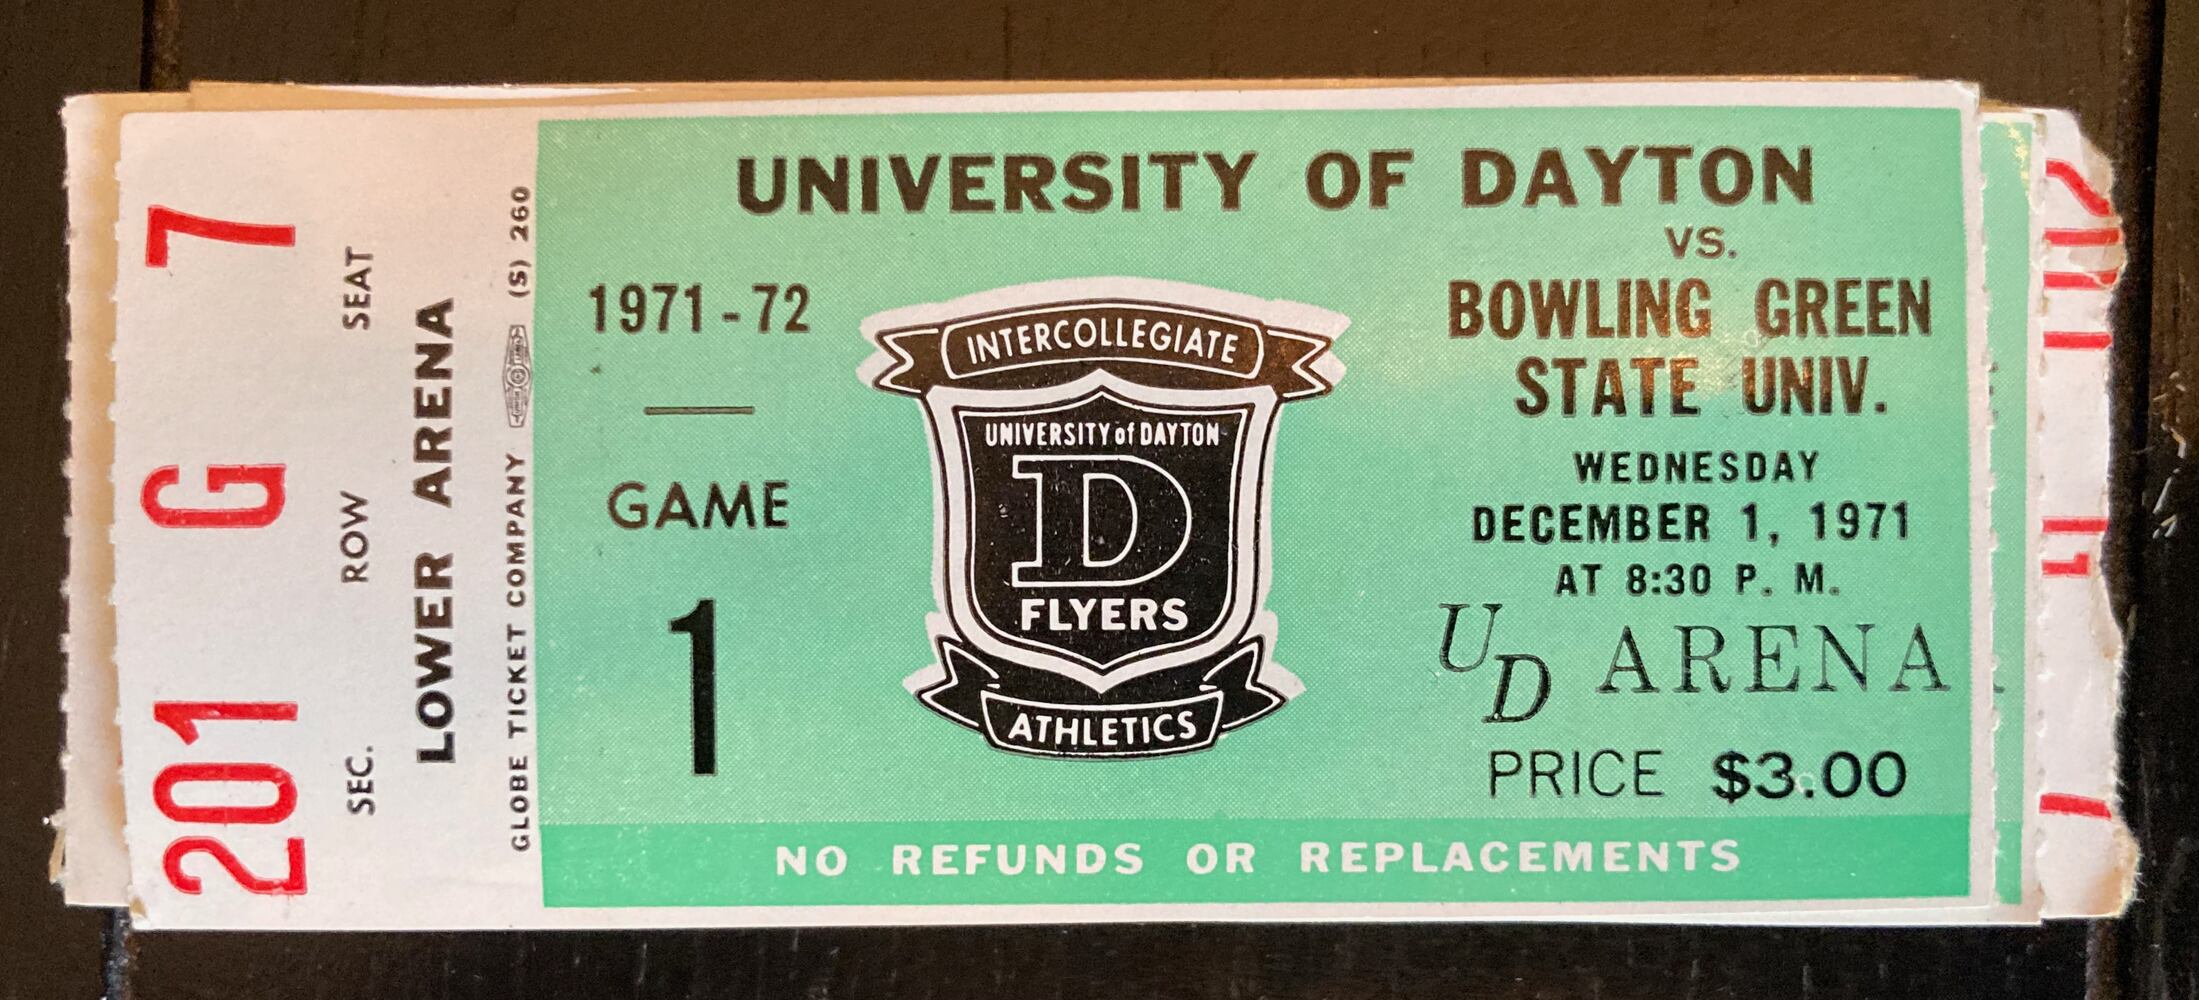 201 G 7
SEC. ROW SEAT
LOWER ARENA
GLOBE TICKET COMPANY (S) 260
UNIVERSITY OF DAYTON
VS.
BOWLING GREEN
STATE UNIV.
WEDNESDAY
DECEMBER 1, 1971
AT 8:30 P. M.
UD ARENA
PRICE $3.00
1971-72
GAME
1
INTERCOLLEGIATE
UNIVERSITY of DAYTON
D
FLYERS
ATHLETICS
NO REFUNDS OR REPLACEMENTS